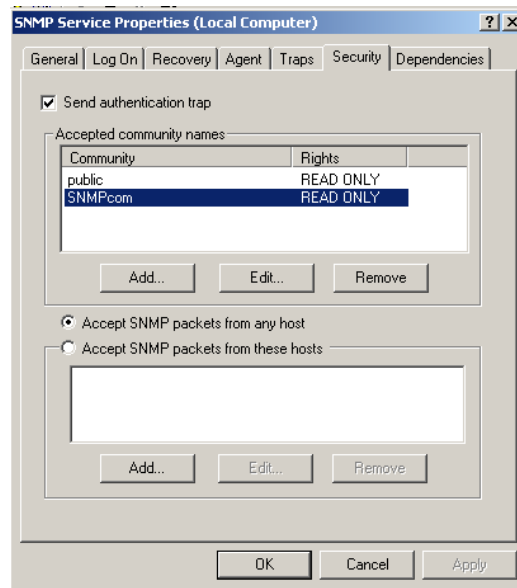 SNMP Service Properties (Local Computer)
General Log On Recovery Agent Traps Security Dependencies
Send authentication trap
Accepted community names
Community Rights
public READ ONLY
SNMPcom READ ONLY
Add... Edit... Remove
Accept SNMP packets from any host
Accept SNMP packets from these hosts
Add... Edit... Remove
OK Cancel Apply